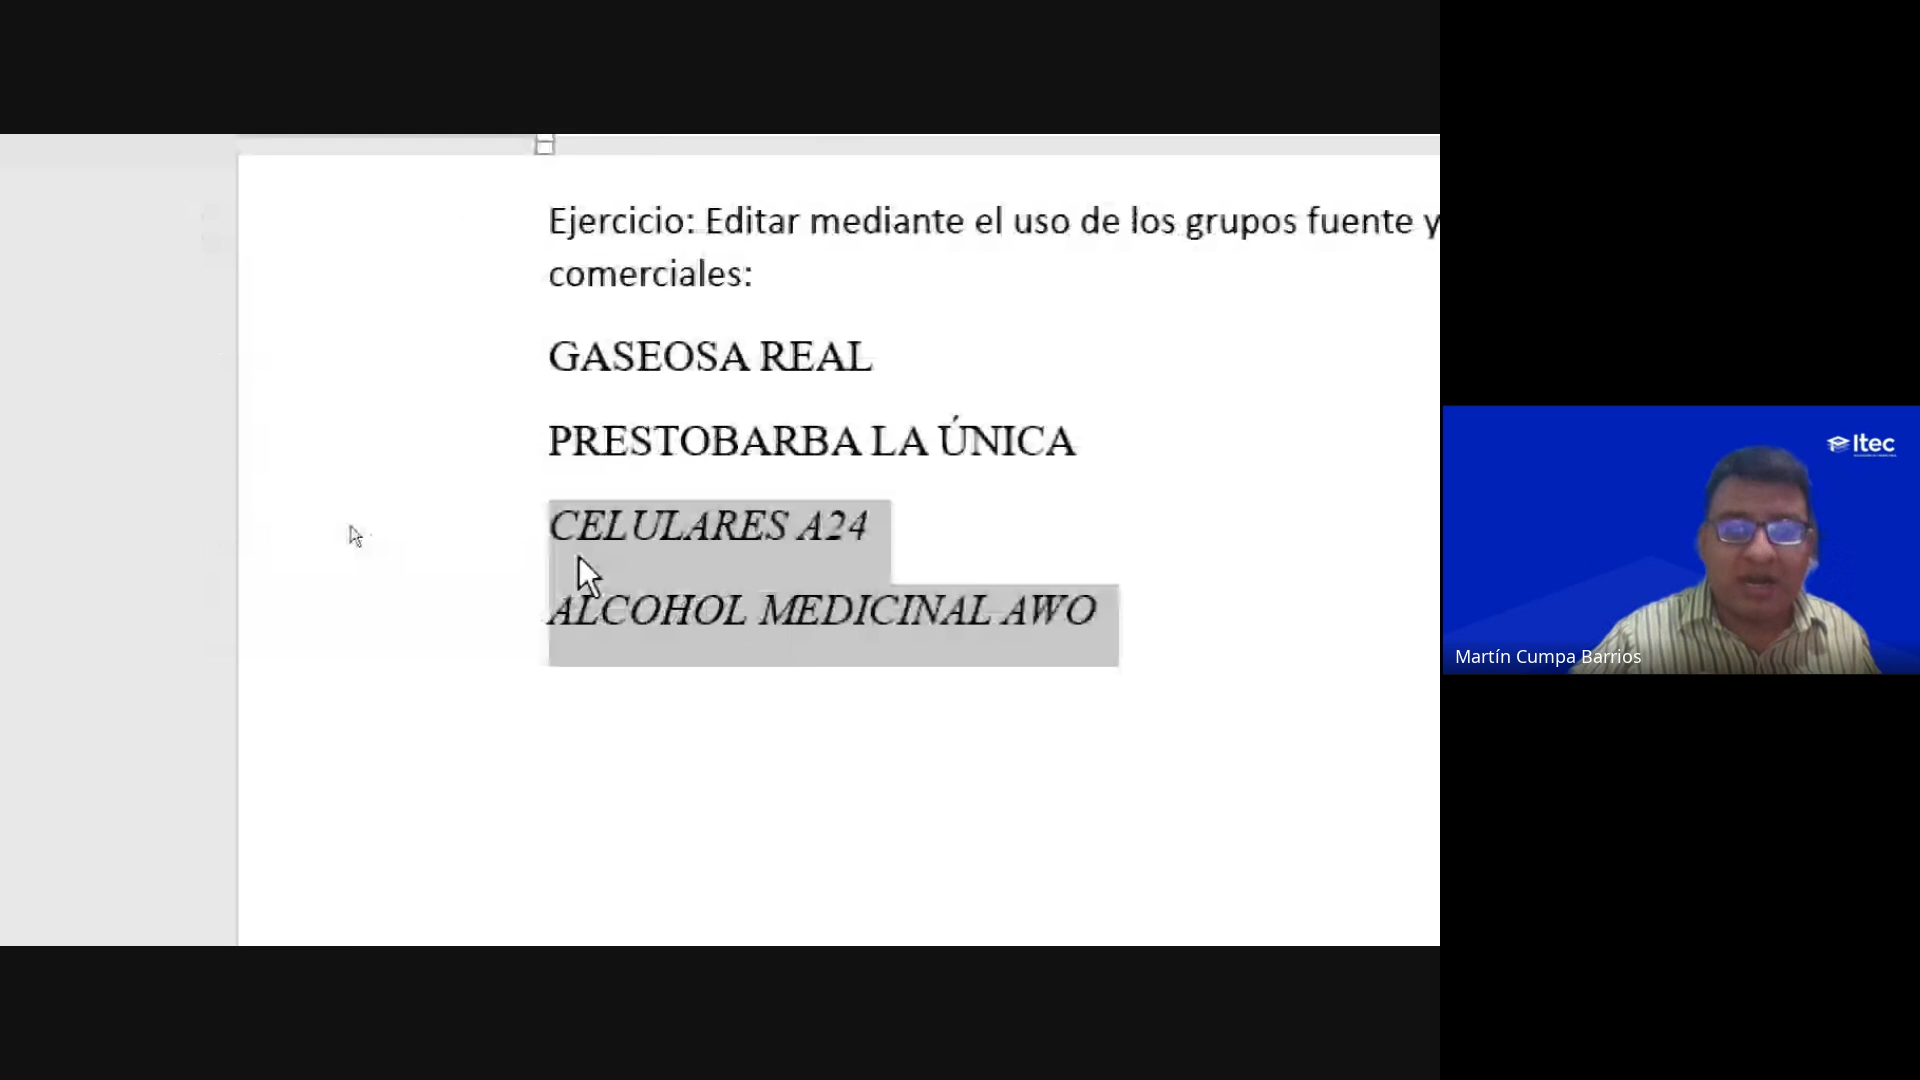 Ejercicio: Editar mediante el uso de los grupos fuente y
comerciales:
GASEOSA REAL
PRESTOBARBA LA ÚNICA
CELULARES A24
ALCOHOL MEDICINAL AWO
Itec
Martín Cumpa Barrios